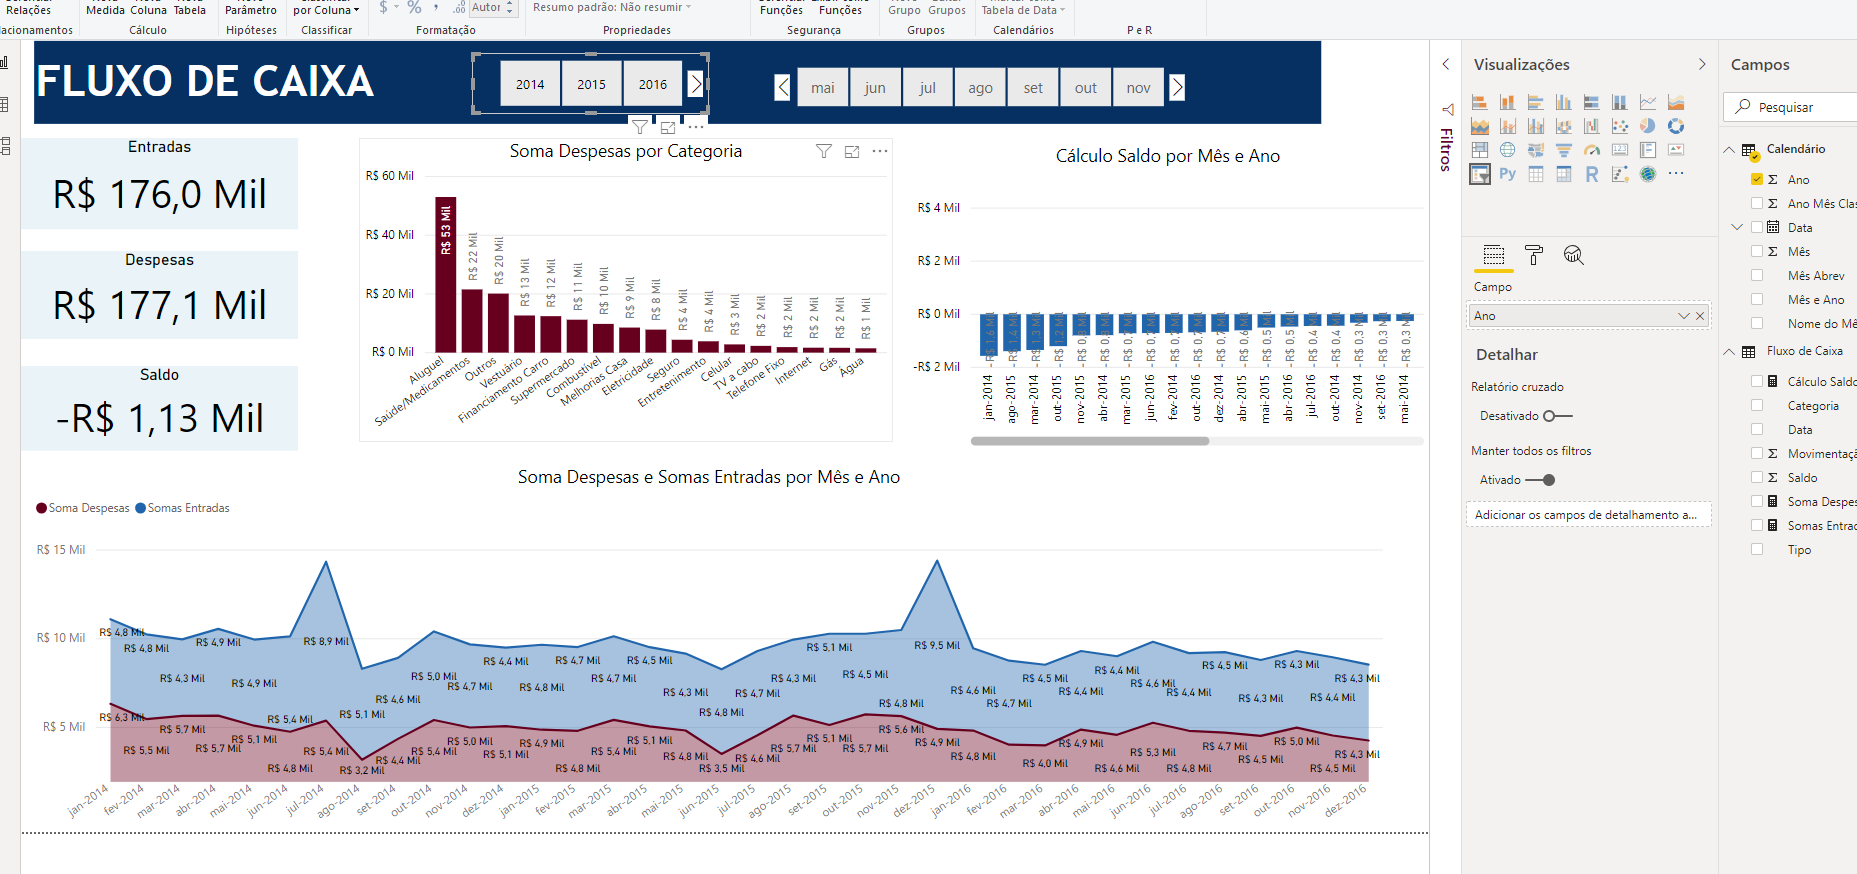 Relações
Medida Coluna Tabela
Parâmetro
por Coluna
$ % , Autor
Resumo padrão: Não resumir
Funções Funções
Grupo Grupos
Tabela de Data
lacionamentos
Cálculo
Hipóteses
Classificar
Formatação
Propriedades
Segurança
Grupos
Calendários
P e R
FLUXO DE CAIXA
2014 2015 2016
mai jun jul ago set out nov
Entradas
R$ 176,0 Mil
Despesas
R$ 177,1 Mil
Saldo
-R$ 1,13 Mil
Soma Despesas por Categoria
R$ 60 Mil
R$ 40 Mil
R$ 20 Mil
R$ 0 Mil
R$ 53 Mil
R$ 22 Mil
R$ 20 Mil
R$ 13 Mil
R$ 12 Mil
R$ 11 Mil
R$ 10 Mil
R$ 9 Mil
R$ 8 Mil
R$ 4 Mil
R$ 4 Mil
R$ 3 Mil
R$ 2 Mil
R$ 2 Mil
R$ 2 Mil
R$ 2 Mil
R$ 1 Mil
Aluguel
Saúde/Medicamentos
Outros
Vestuário
Financiamento Carro
Supermercado
Combustível
Melhorias Casa
Eletricidade
Seguro
Entretenimento
Celular
TV a cabo
Telefone Fixo
Internet
Gás
Água
Cálculo Saldo por Mês e Ano
R$ 4 Mil
R$ 2 Mil
R$ 0 Mil
-R$ 2 Mil
-R$ 1,6 Mil
-R$ 1,4 Mil
-R$ 1,3 Mil
-R$ 1,2 Mil
jan-2014
ago-2015
mar-2014
out-2015
nov-2015
abr-2014
mar-2015
jun-2016
fev-2014
out-2016
dez-2014
abr-2015
mai-2015
abr-2016
jul-2016
out-2014
nov-2014
set-2016
mai-2014
Soma Despesas e Somas Entradas por Mês e Ano
Soma Despesas Somas Entradas
R$ 15 Mil
R$ 10 Mil
R$ 5 Mil
R$ 4,8 Mil
R$ 4,8 Mil
R$ 4,3 Mil
R$ 4,9 Mil
R$ 4,9 Mil
R$ 5,4 Mil
R$ 8,9 Mil
R$ 5,1 Mil
R$ 4,6 Mil
R$ 5,0 Mil
R$ 4,7 Mil
R$ 4,4 Mil
R$ 4,8 Mil
R$ 4,7 Mil
R$ 4,7 Mil
R$ 4,5 Mil
R$ 4,3 Mil
R$ 4,8 Mil
R$ 4,7 Mil
R$ 4,3 Mil
R$ 5,1 Mil
R$ 4,5 Mil
R$ 4,8 Mil
R$ 9,5 Mil
R$ 4,6 Mil
R$ 4,7 Mil
R$ 4,5 Mil
R$ 4,4 Mil
R$ 4,4 Mil
R$ 4,6 Mil
R$ 4,4 Mil
R$ 4,5 Mil
R$ 4,3 Mil
R$ 4,3 Mil
R$ 4,4 Mil
R$ 4,3 Mil
R$ 6,3 Mil
R$ 5,5 Mil
R$ 5,7 Mil
R$ 5,7 Mil
R$ 5,1 Mil
R$ 4,8 Mil
R$ 5,4 Mil
R$ 3,2 Mil
R$ 4,4 Mil
R$ 5,4 Mil
R$ 5,0 Mil
R$ 5,1 Mil
R$ 4,9 Mil
R$ 4,8 Mil
R$ 5,4 Mil
R$ 5,1 Mil
R$ 4,8 Mil
R$ 3,5 Mil
R$ 4,6 Mil
R$ 5,7 Mil
R$ 5,1 Mil
R$ 5,7 Mil
R$ 5,6 Mil
R$ 4,9 Mil
R$ 4,8 Mil
R$ 4,0 Mil
R$ 4,9 Mil
R$ 4,6 Mil
R$ 5,3 Mil
R$ 4,8 Mil
R$ 4,7 Mil
R$ 4,5 Mil
R$ 5,0 Mil
R$ 4,5 Mil
R$ 4,3 Mil
jan-2014
fev-2014
mar-2014
abr-2014
mai-2014
jun-2014
jul-2014
ago-2014
set-2014
out-2014
nov-2014
dez-2014
jan-2015
fev-2015
mar-2015
abr-2015
mai-2015
jun-2015
jul-2015
ago-2015
set-2015
out-2015
nov-2015
dez-2015
jan-2016
fev-2016
mar-2016
abr-2016
mai-2016
jun-2016
jul-2016
ago-2016
set-2016
out-2016
nov-2016
dez-2016
Filtros
Visualizações
Py R
Campo
Ano
Detalhar
Relatório cruzado
Desativado
Manter todos os filtros
Ativado
Adicionar os campos de detalhamento a...
Campos
Pesquisar
Calendário
Ano
Ano Mês Clas
Data
Mês
Mês Abrev
Mês e Ano
Nome do Mê
Fluxo de Caixa
Cálculo Saldo
Categoria
Data
Movimentaçã
Saldo
Soma Despes
Somas Entrad
Tipo